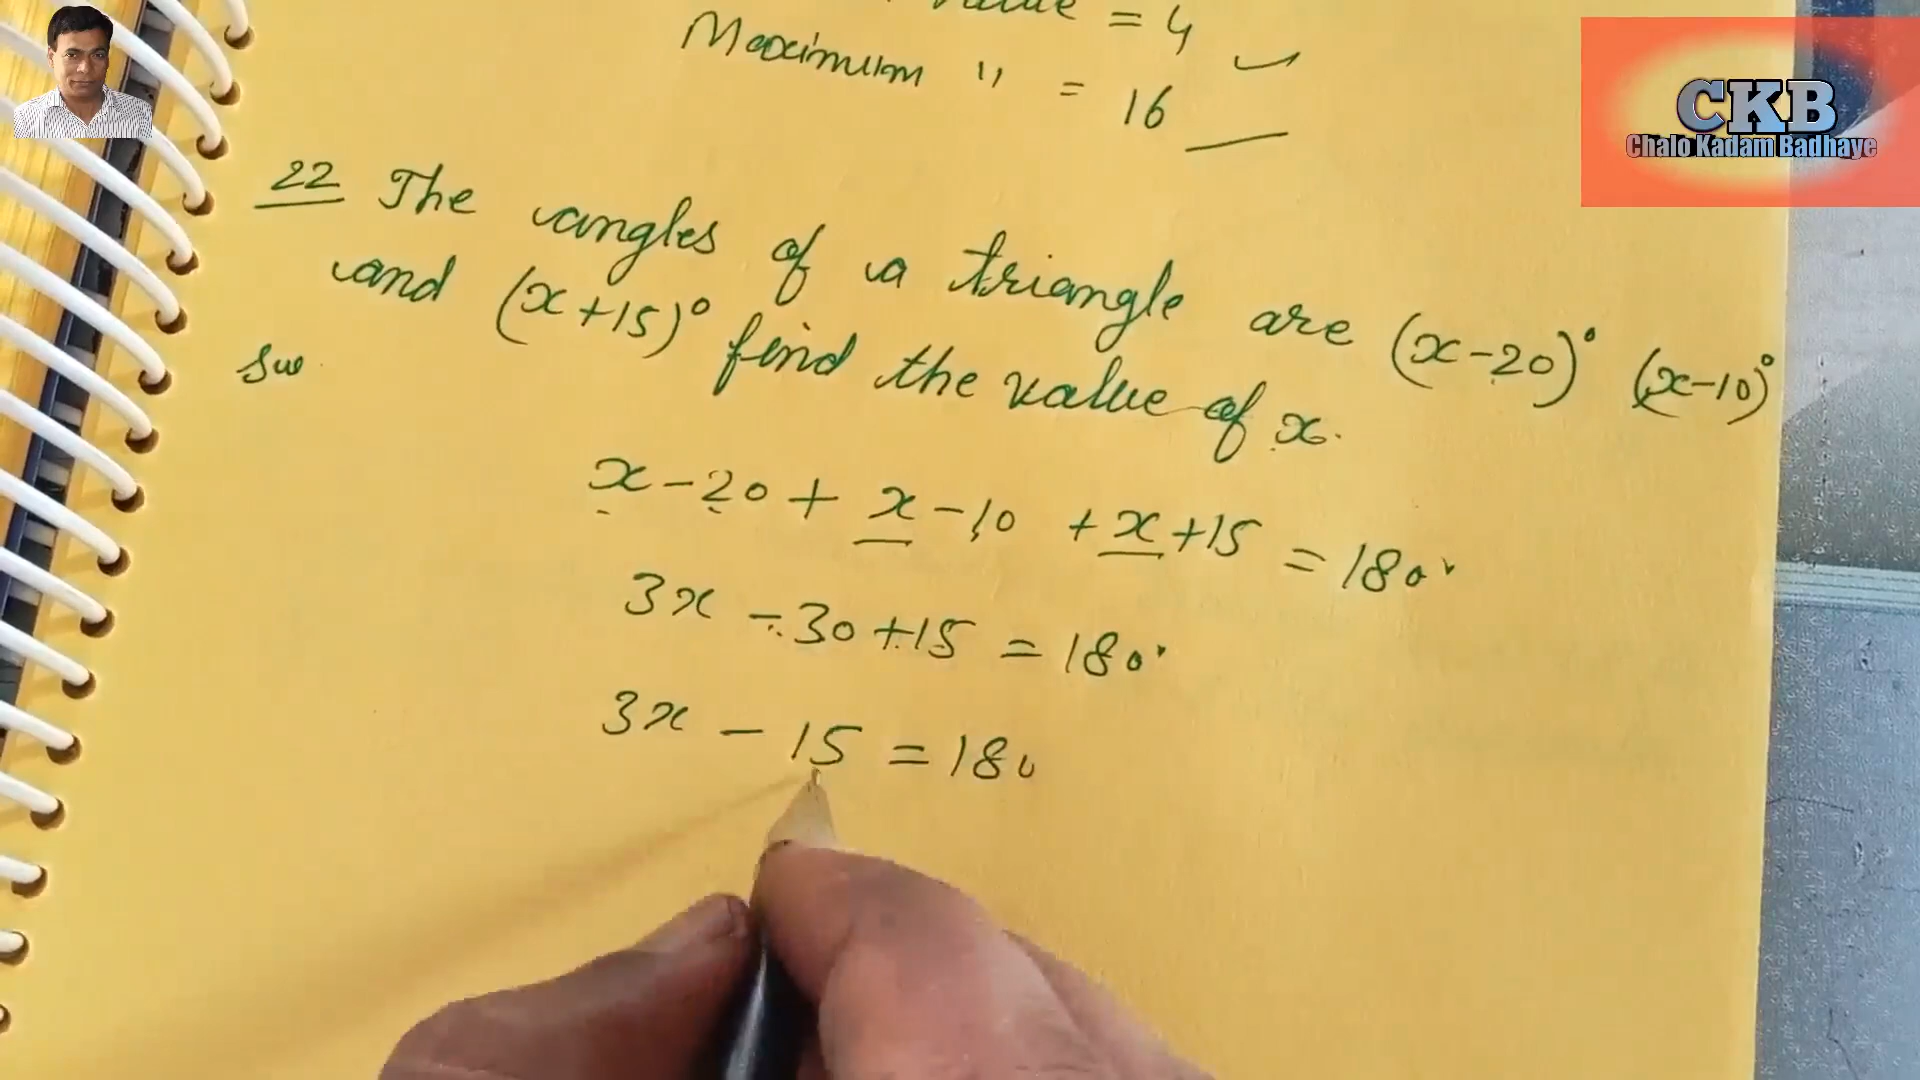 value = 4
Maximum " = 16
CKB
Chalo Kadam Badhaye
22 The angles of a triangle are (x-20)° (x-10)°
and (x+15)° find the value of x.
x-20+x-10+x+15=180°
3x-30+15=180°
3x-15=180